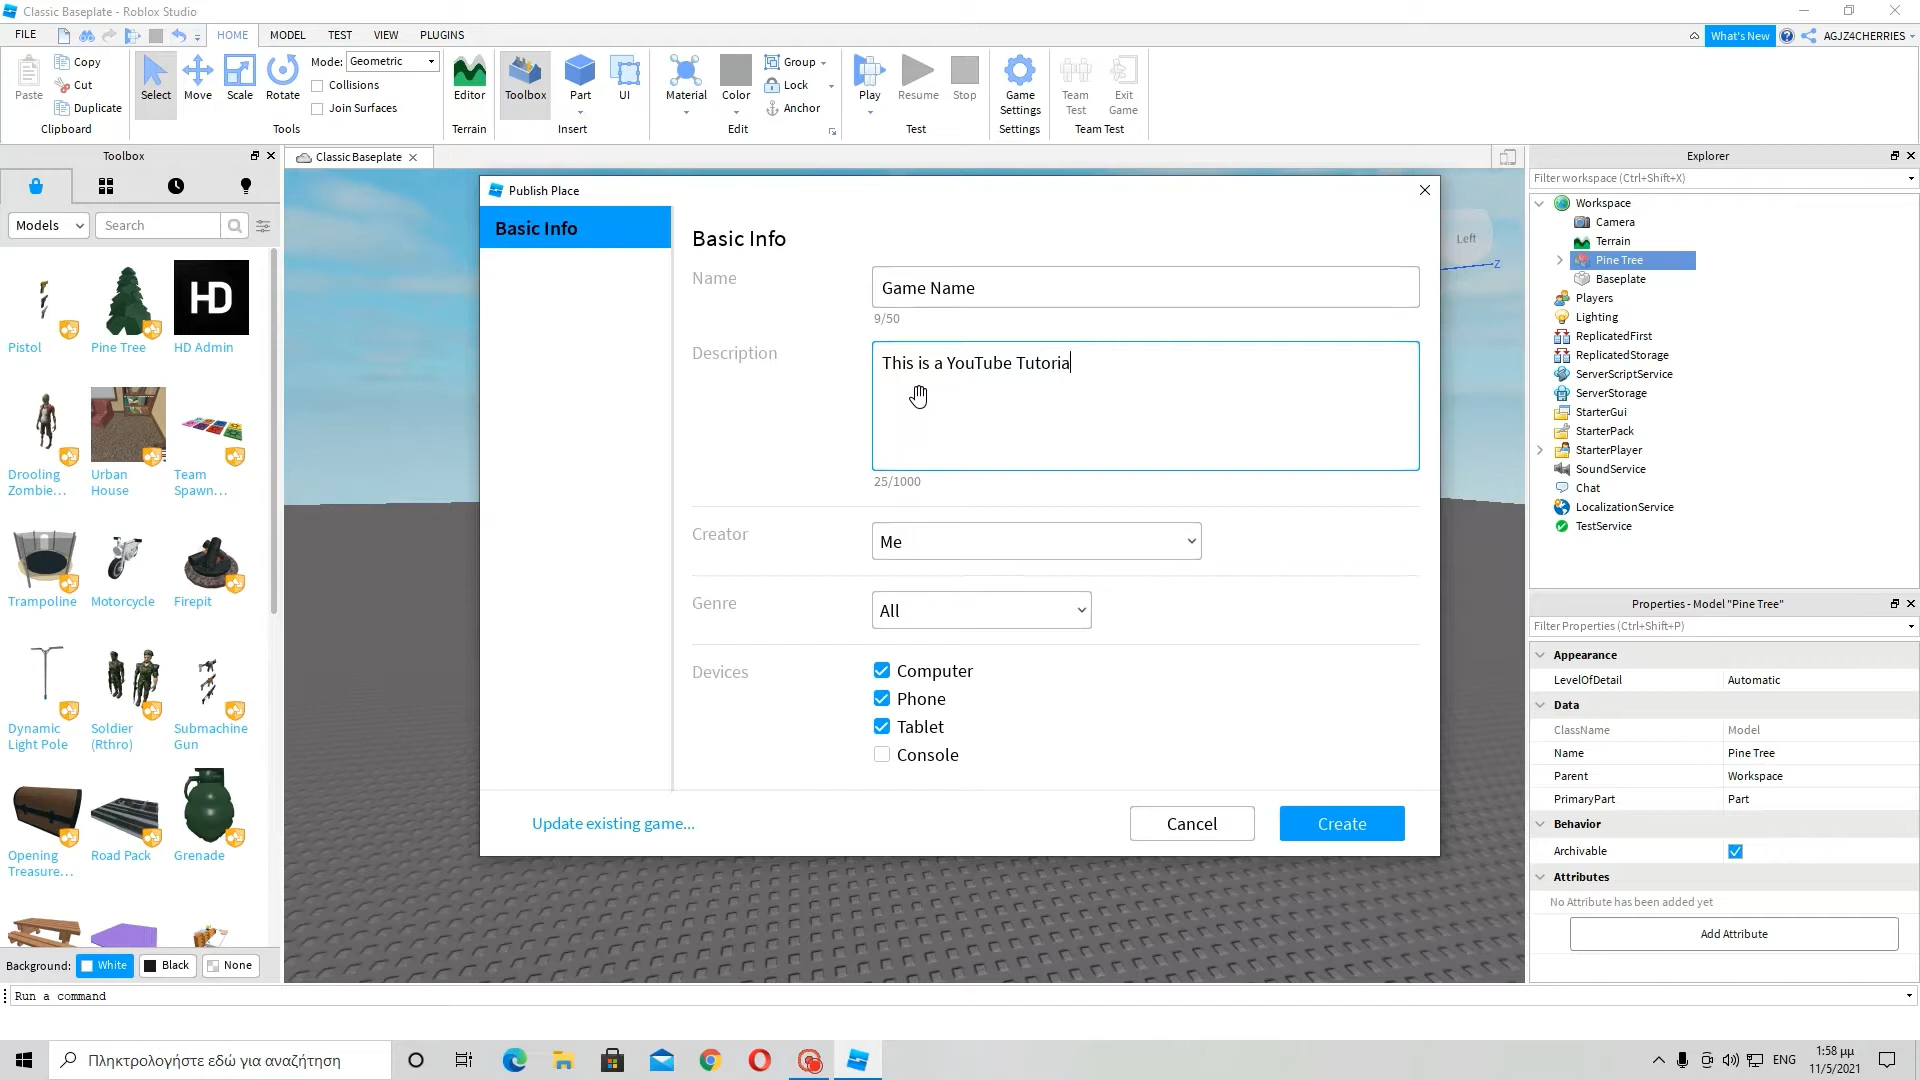 Classic Baseplate - Roblox Studio
FILE HOME MODEL TEST VIEW PLUGINS What's New AGJZ4CHERRIES
Paste Copy Cut Duplicate Clipboard
Select Move Scale Rotate Mode: Geometric Collisions Join Surfaces Tools
Editor Terrain
Toolbox Part UI Insert
Material Color Group Lock Anchor Edit
Play Resume Stop Test
Game Settings Settings
Team Test Exit Game Team Test
Toolbox
Models Search
Pistol Pine Tree HD Admin
HD
Drooling Zombie... Urban House Team Spawn...
Trampoline Motorcycle Firepit
Dynamic Light Pole Soldier (Rthro) Submachine Gun
Opening Treasure... Road Pack Grenade
Background: White Black None
Run a command
Classic Baseplate
Left
Z
Publish Place
Basic Info
Basic Info
Name Game Name
9/50
Description This is a YouTube Tutoria
25/1000
Creator Me
Genre All
Devices Computer
Phone
Tablet
Console
Update existing game... Cancel Create
Explorer
Filter workspace (Ctrl+Shift+X)
Workspace
Camera
Terrain
Pine Tree
Baseplate
Players
Lighting
ReplicatedFirst
ReplicatedStorage
ServerScriptService
ServerStorage
StarterGui
StarterPack
StarterPlayer
SoundService
Chat
LocalizationService
TestService
Properties - Model "Pine Tree"
Filter Properties (Ctrl+Shift+P)
Appearance
LevelOfDetail Automatic
Data
ClassName Model
Name Pine Tree
Parent Workspace
PrimaryPart Part
Behavior
Archivable
Attributes
No Attribute has been added yet
Add Attribute
Πληκτρολογήστε εδώ για αναζήτηση
ENG
1:58 μμ
11/5/2021